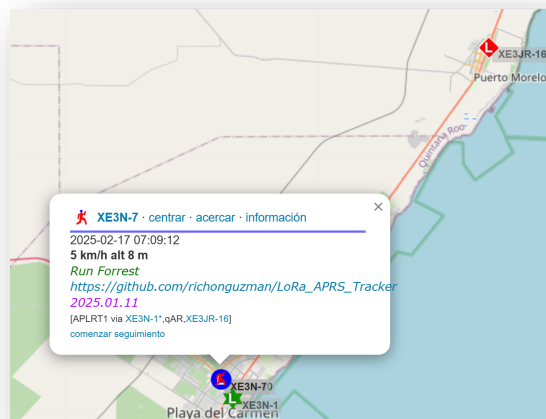 L
XE3JR-16
Puerto Morelo
Quintana Roo
×
XE3N-7 · centrar · acercar · información
2025-02-17 07:09:12
5 km/h alt 8 m
Run Forrest
https://github.com/richonguzman/LoRa_APRS_Tracker
2025.01.11
[APLRT1 via XE3N-1*,qAR,XE3JR-16]
comenzar seguimiento
XE3N-70
L
XE3N-1
Playa del Carmen